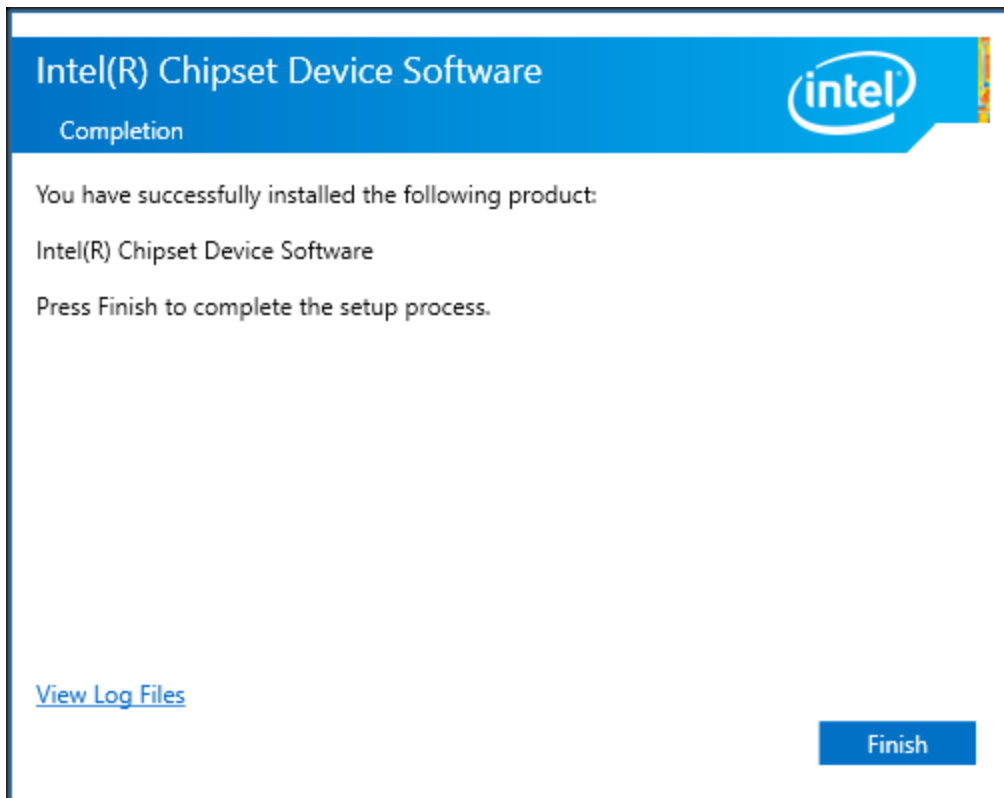 Intel(R) Chipset Device Software
intel
Completion
You have successfully installed the following product:
Intel(R) Chipset Device Software
Press Finish to complete the setup process.
View Log Files
Finish